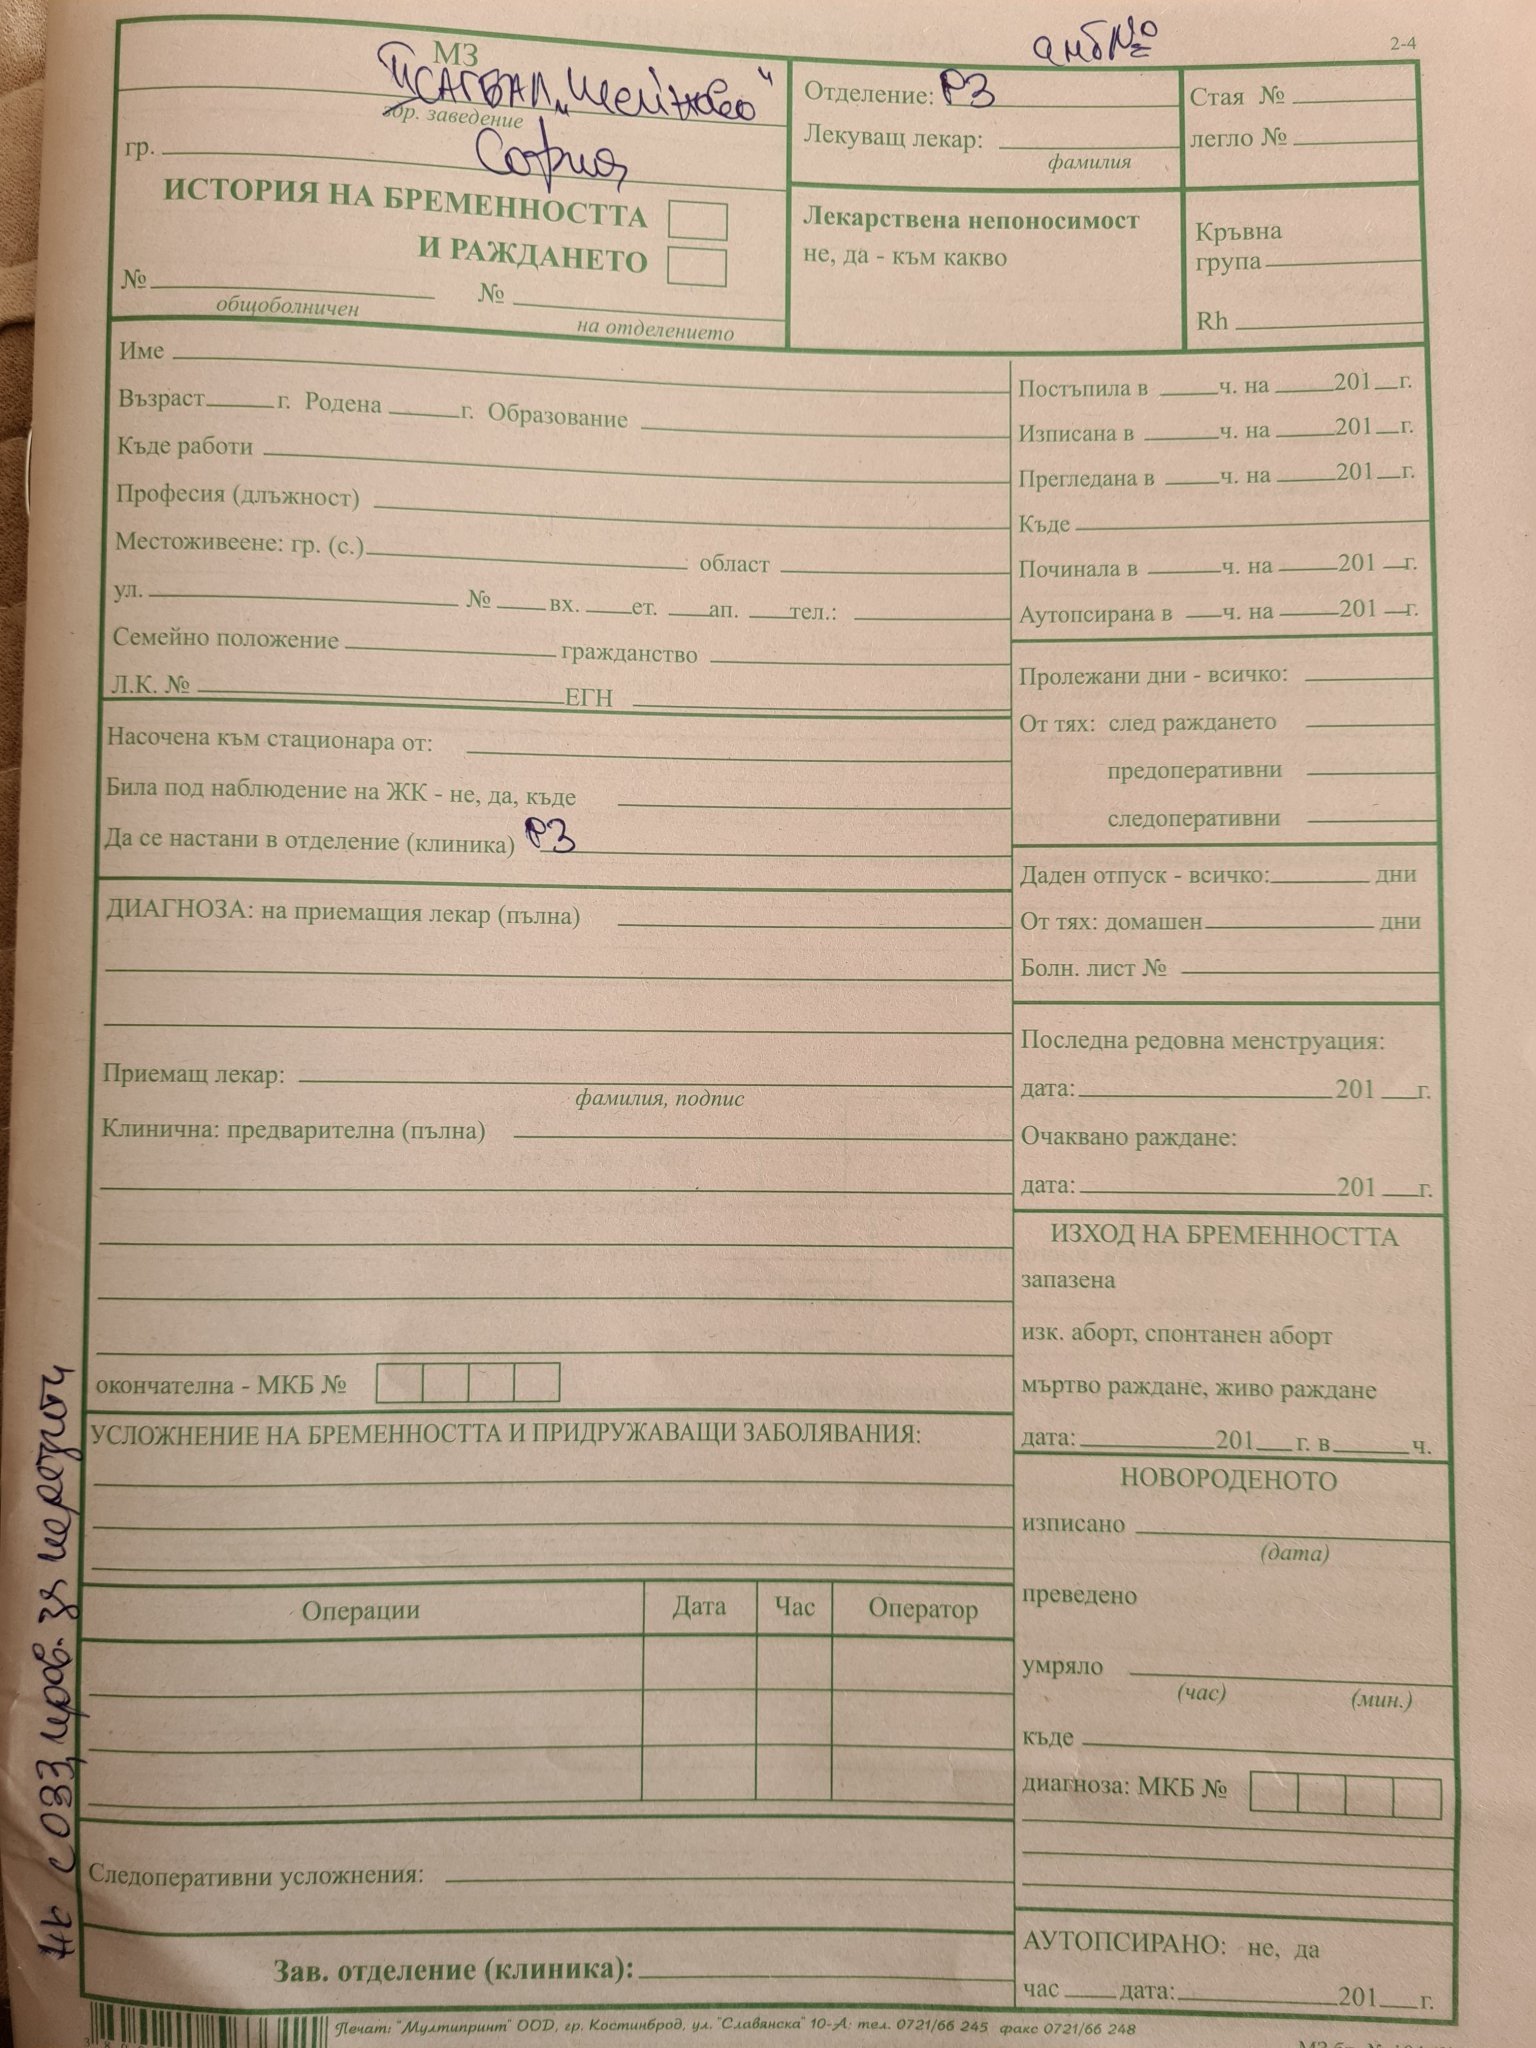 амб №
2-4
МЗ
"Шейново"
здр. заведение
гр. София
ИСТОРИЯ НА БРЕМЕННОСТТА
И РАЖДАНЕТО
№ № 
общоболничен на отделението
Отделение: РЗ
Лекуващ лекар:
фамилия
Стая №
легло №
Лекарствена непоносимост
не, да - към какво
Кръвна
група
Rh
Име
Възраст г. Родена г. Образование
Къде работи
Професия (длъжност)
Местоживеене: гр. (с.) област
ул. № вх. ет. ап. тел.:
Семейно положение гражданство
Л.К. № ЕГН
Насочена към стационара от:
Била под наблюдение на ЖК - не, да, къде
Да се настани в отделение (клиника) РЗ
ДИАГНОЗА: на приемащия лекар (пълна)
Приемащ лекар:
фамилия, подпис
Клинична: предварителна (пълна)
окончателна - МКБ №
УСЛОЖНЕНИЕ НА БРЕМЕННОСТТА И ПРИДРУЖАВАЩИ ЗАБОЛЯВАНИЯ:
Операции Дата Час Оператор
Следоперативни усложнения:
Зав. отделение (клиника):
Постъпила в ч. на 201 г.
Изписана в ч. на 201 г.
Прегледана в ч. на 201 г.
Къде
Починала в ч. на 201 г.
Аутопсирана в ч. на 201 г.
Пролежани дни - всичко:
От тях: след раждането
предоперативни
следоперативни
Даден отпуск - всичко: дни
От тях: домашен дни
Болн. лист №
Последна редовна менструация:
дата: 201 г.
Очаквано раждане:
дата: 201 г.
ИЗХОД НА БРЕМЕННОСТТА
запазена
изк. аборт, спонтанен аборт
мъртво раждане, живо раждане
дата: 201 г. в ч.
НОВОРОДЕНОТО
изписано
(дата)
преведено
умряло
(час) (мин.)
къде
диагноза: МКБ №
АУТОПСИРАНО: не, да
час дата: 201 г.
Печат: "Мултипринт" ООД, гр. Костинброд, ул. "Славянска" 10-А; тел. 0721/66 245 факс 0721/66 248